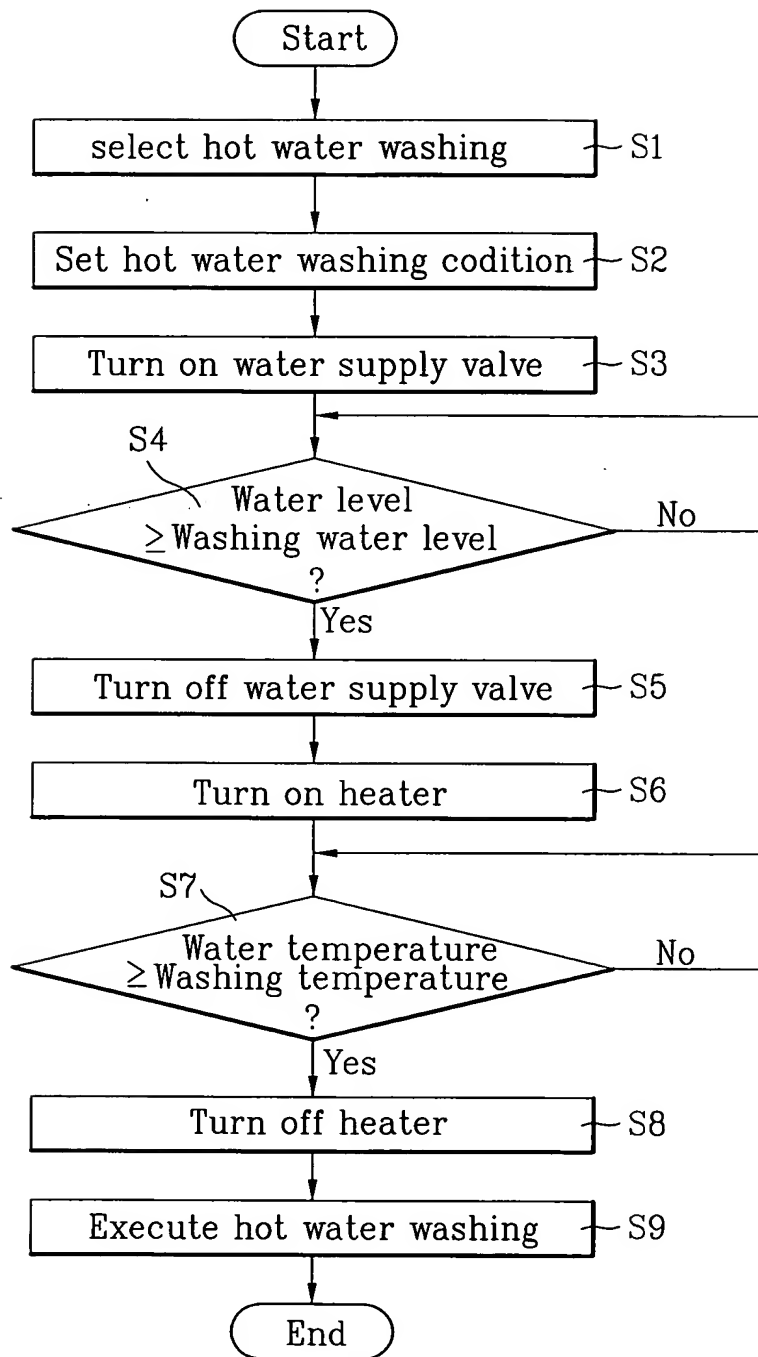 Start
select hot water washing
S1
Set hot water washing codition
S2
Turn on water supply valve
S3
S4
Water level
≥Washing water level
?
No
Yes
Turn off water supply valve
S5
Turn on heater
S6
S7
Water temperature
≥Washing temperature
?
No
Yes
Turn off heater
S8
Execute hot water washing
S9
End